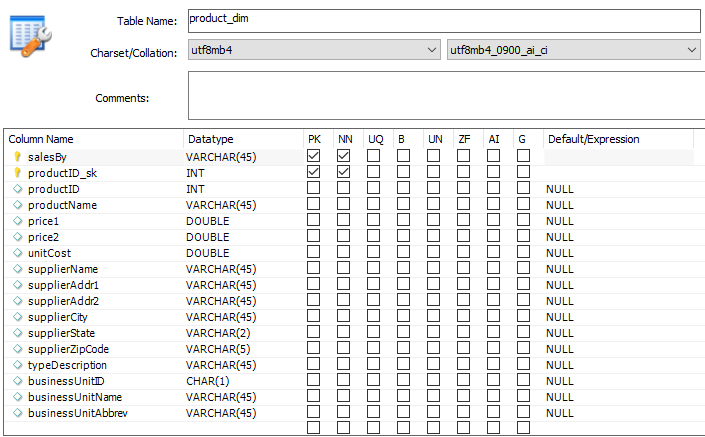 Table Name: product_dim
Charset/Collation: utf8mb4 utf8mb4_0900_ai_ci
Comments:
Column Name Datatype PK NN UQ B UN ZF AI G Default/Expression
salesBy VARCHAR(45)
productID_sk INT
productID INT NULL
productName VARCHAR(45) NULL
price1 DOUBLE NULL
price2 DOUBLE NULL
unitCost DOUBLE NULL
supplierName VARCHAR(45) NULL
supplierAddr1 VARCHAR(45) NULL
supplierAddr2 VARCHAR(45) NULL
supplierCity VARCHAR(45) NULL
supplierState VARCHAR(2) NULL
supplierZipCode VARCHAR(5) NULL
typeDescription VARCHAR(45) NULL
businessUnitID CHAR(1) NULL
businessUnitName VARCHAR(45) NULL
businessUnitAbbrev VARCHAR(45) NULL